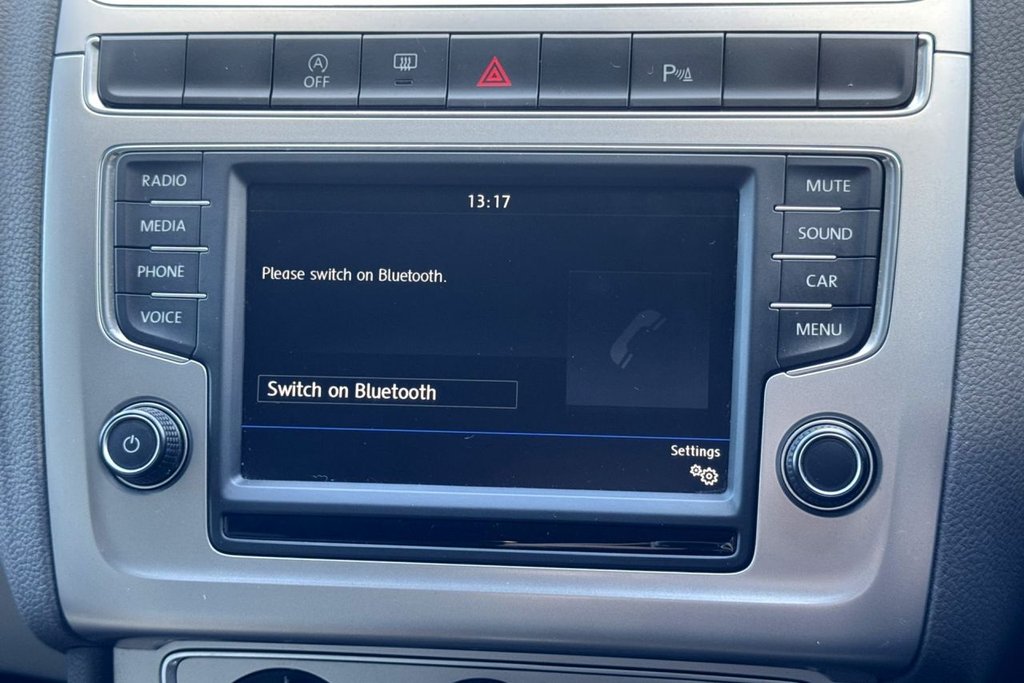 A
OFF
P
RADIO
MEDIA
PHONE
VOICE
13:17
Please switch on Bluetooth.
Switch on Bluetooth
Settings
MUTE
SOUND
CAR
MENU